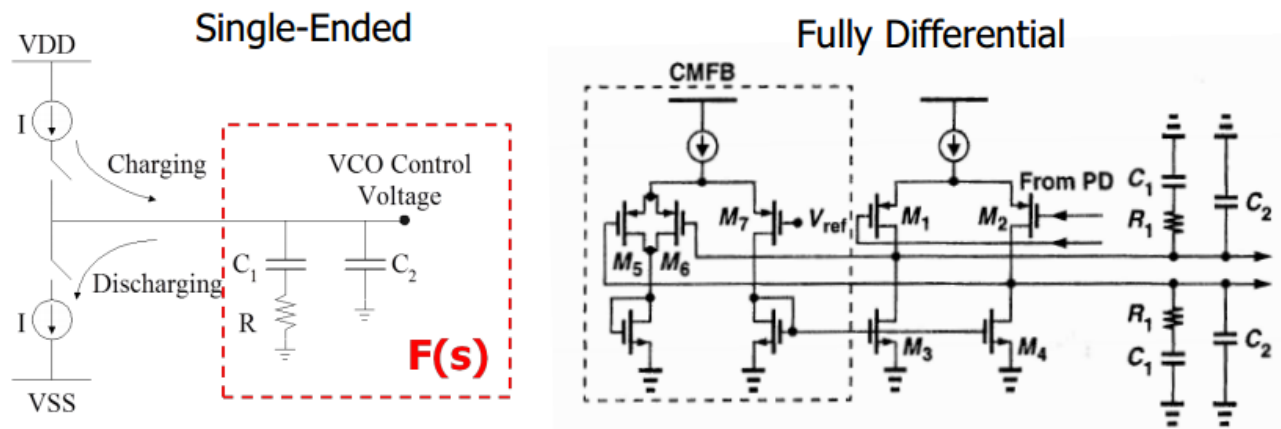 Single-Ended
VDD
I
Charging
VCO Control
Voltage
Discharging
C1
C2
R
I
F(s)
VSS
Fully Differential
CMFB
From PD
M7
Vref
M1
M2
M5
M6
M3
M4
C1
R1
C2
R1
C1
C2